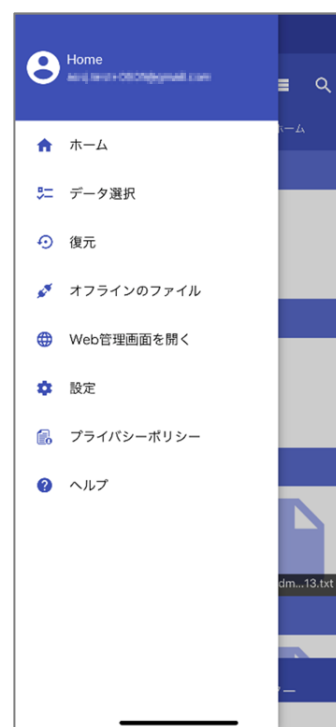 Home
ホーム
データ選択
復元
オフラインのファイル
Web管理画面を開く
設定
プライバシーポリシー
ヘルプ
ホーム
dm...13.txt